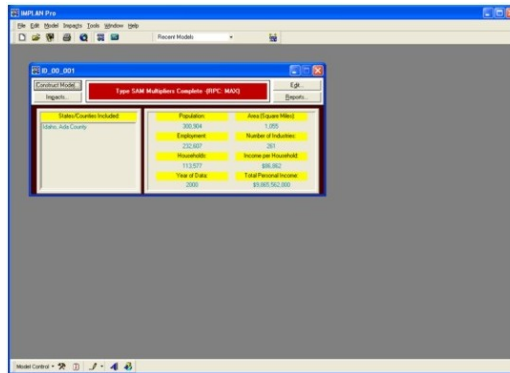 IMPLAN Pro
File Edit Model Impacts Tools Window Help
Recent Models
ID_00_001
Construct Model...
Type SAM Multipliers Complete (RPC: MAX)
Edit...
Impacts...
Reports...
States/Counties Included:
Idaho, Ada County
Population:
300,904
Area (Square Miles):
1,055
Employment:
232,607
Number of Industries:
261
Households:
113,577
Income per Household:
$86,862
Year of Data:
2000
Total Personal Income:
$9,865,562,000
Model Control